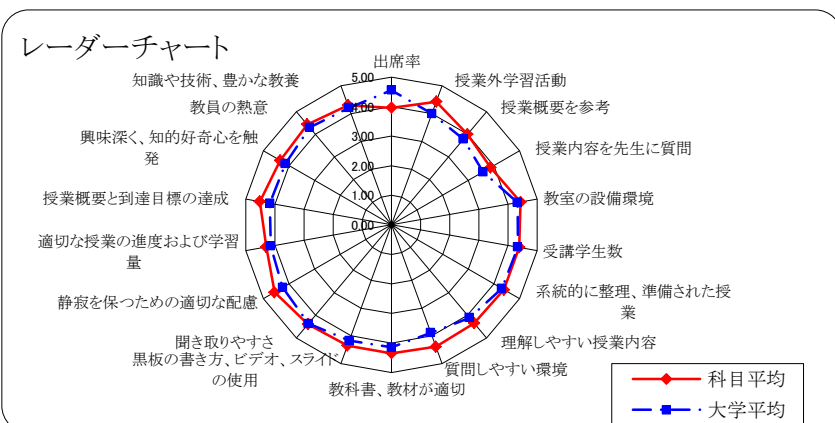 レーダーチャート
出席率
授業外学習活動
授業概要を参考
授業内容を先生に質問
教室の設備環境
受講学生数
系統的に整理、準備された授
業
理解しやすい授業内容
質問しやすい環境
教科書、教材が適切
黒板の書き方、ビデオ、スライド
の使用
聞き取りやすさ
静寂を保つための適切な配慮
適切な授業の進度および学習
量
授業概要と到達目標の達成
興味深く、知的好奇心を触
発
教員の熱意
知識や技術、豊かな教養
5.00
4.00
3.00
2.00
1.00
0.00
科目平均
大学平均